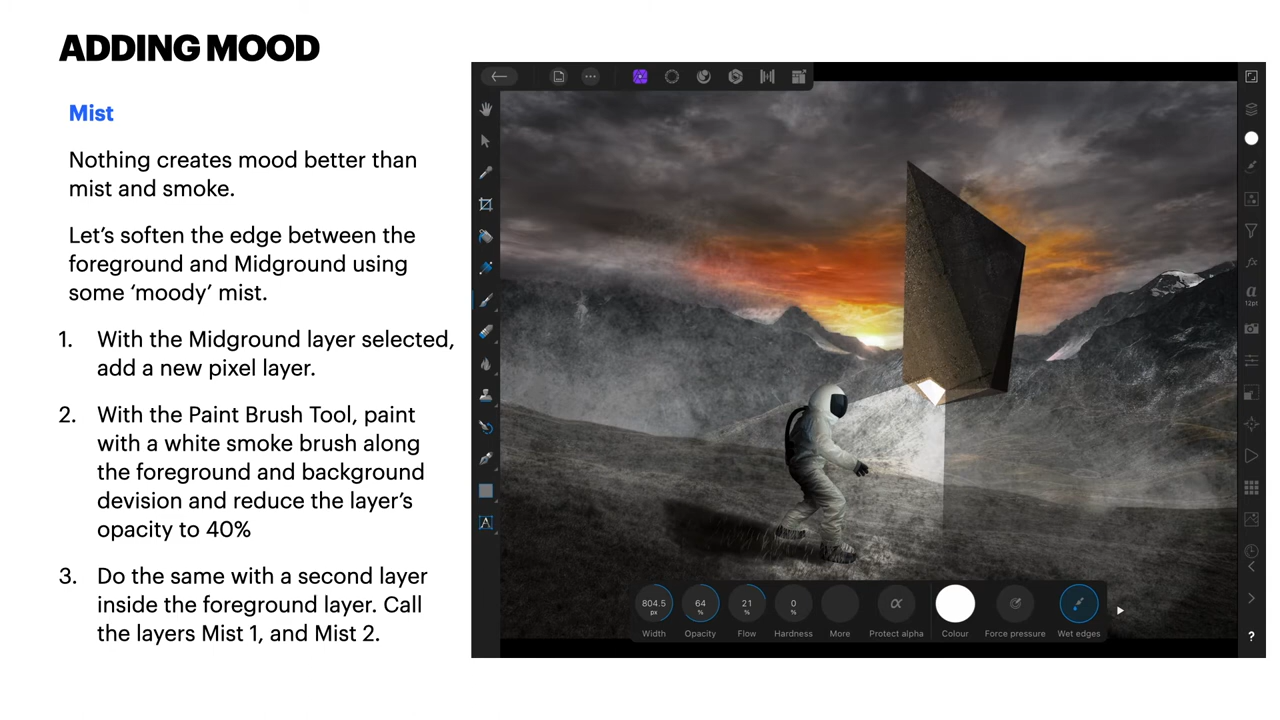 ADDING MOOD
Mist
Nothing creates mood better than
mist and smoke.
Let’s soften the edge between the
foreground and Midground using
some ‘moody’ mist.
1. With the Midground layer selected,
add a new pixel layer.
2. With the Paint Brush Tool, paint
with a white smoke brush along
the foreground and background
devision and reduce the layer’s
opacity to 40%
3. Do the same with a second layer
inside the foreground layer. Call
the layers Mist 1, and Mist 2.
fx
a
12pt
A
804.5 64 21 0 α
px % % %
Width Opacity Flow Hardness More Protect alpha Colour Force pressure Wet edges
?